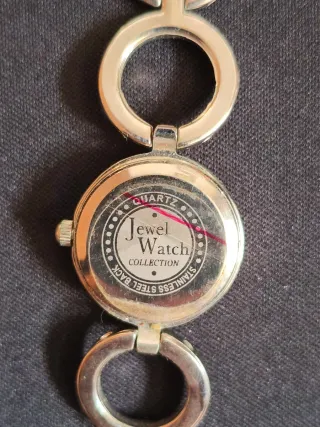 QUARTZ
Jewel
Watch
COLLECTION
STAINLESS STEEL BACK